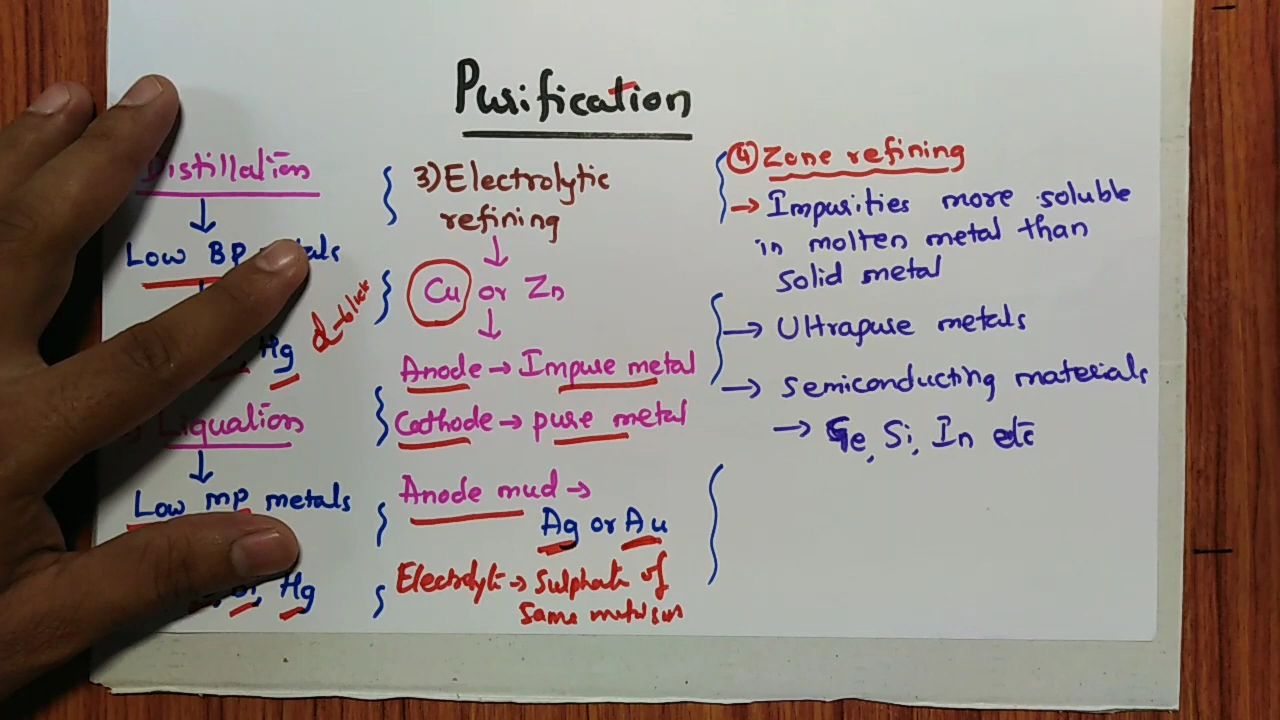 Purification
Distillation
Low BP metals
Hg
d-block
Liquation
Low mp metals
Hg
3) Electrolytic
refining
Cu or Zn
Anode → Impure metal
Cathode → pure metal
Anode mud →
Ag or Au
Electrolyte → Sulphate of
Same metal
④ Zone refining
→ Impurities more soluble
in molten metal than
solid metal
→ Ultrapure metals
→ Semiconducting materials
→ Ge, Si, In etc